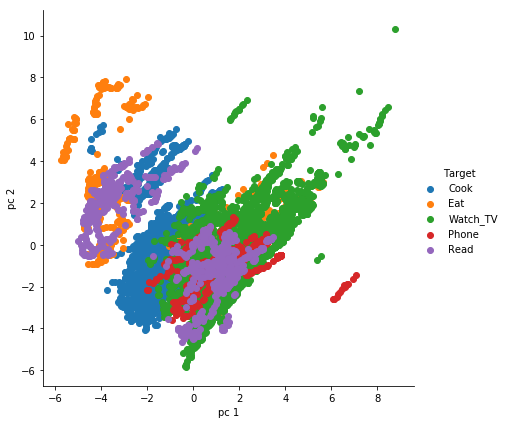 10
8
6
4
2
0
−2
−4
−6
pc 2
−6 −4 −2 0 2 4 6 8
pc 1
Target
Cook
Eat
Watch_TV
Phone
Read